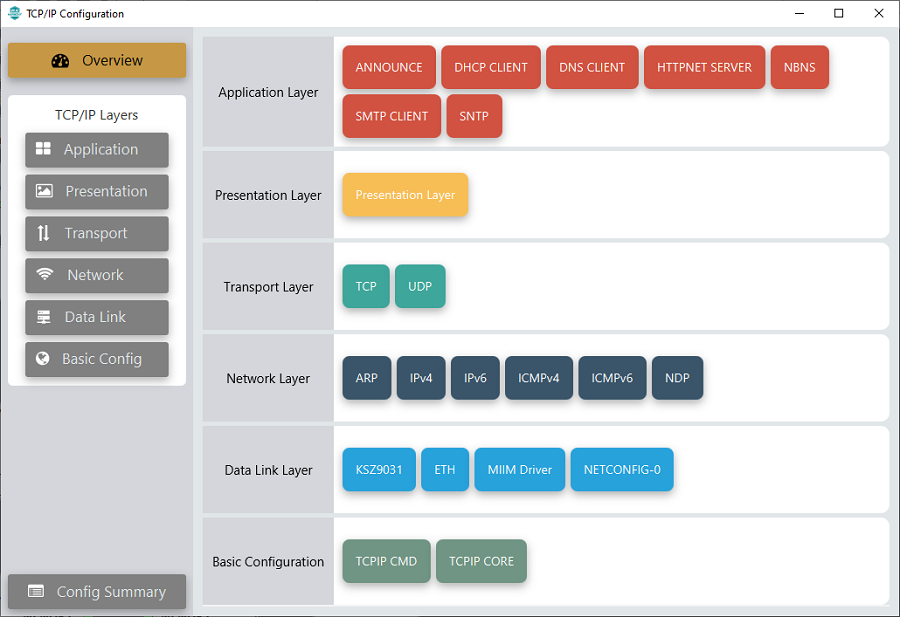 TCP/IP Configuration
Overview
TCP/IP Layers
Application
Presentation
Transport
Network
Data Link
Basic Config
Config Summary
Application Layer
ANNOUNCE DHCP CLIENT DNS CLIENT HTTPNET SERVER NBNS
SMTP CLIENT SNTP
Presentation Layer
Presentation Layer
Transport Layer
TCP UDP
Network Layer
ARP IPv4 IPv6 ICMPv4 ICMPv6 NDP
Data Link Layer
KSZ9031 ETH MIIM Driver NETCONFIG-0
Basic Configuration
TCPIP CMD TCPIP CORE